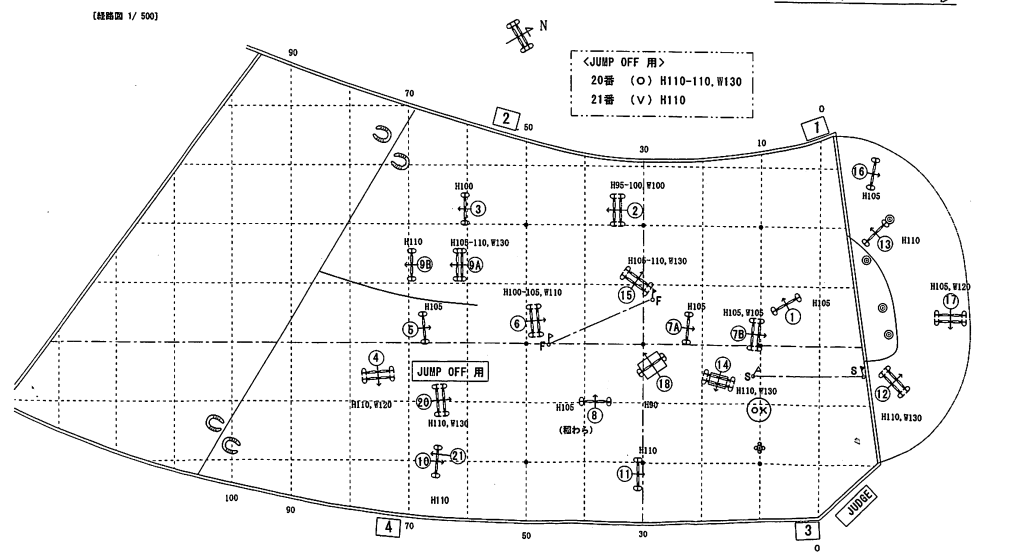 〔経路図 1/ 500〕
N
<JUMP OFF 用>
20番 (O) H110-110, W130
21番 (V) H110
90
70
2
50
30
10
0
1
16
H105
13
H110
H100
3
H95-100, W100
2
H110
9B
H105-110, W130
9A
H105-110, W130
15
F
H105, W120
17
H100-105, W110
6
H105
5
H105
7A
H105, W105
7B
H105
1
F
4
H110, W120
JUMP OFF 用
20
H110, W130
18
H90
14
H110, W130
S
S
12
H110, W130
H105
8
(稲わら)
10
21
H110
H110
11
100
90
4
70
50
30
3
0
JUDGE